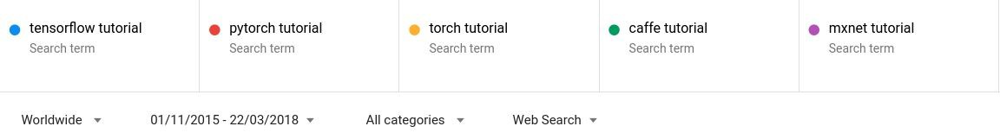 tensorflow tutorial
Search term
pytorch tutorial
Search term
torch tutorial
Search term
caffe tutorial
Search term
mxnet tutorial
Search term
Worldwide 01/11/2015 - 22/03/2018 All categories Web Search